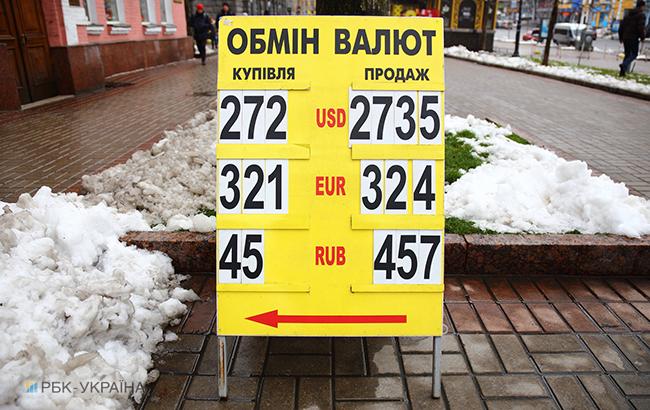 ОБМІН ВАЛЮТ
КУПІВЛЯ ПРОДАЖ
272 USD 2735
321 EUR 324
45 RUB 457
РБК-УКРАЇНА